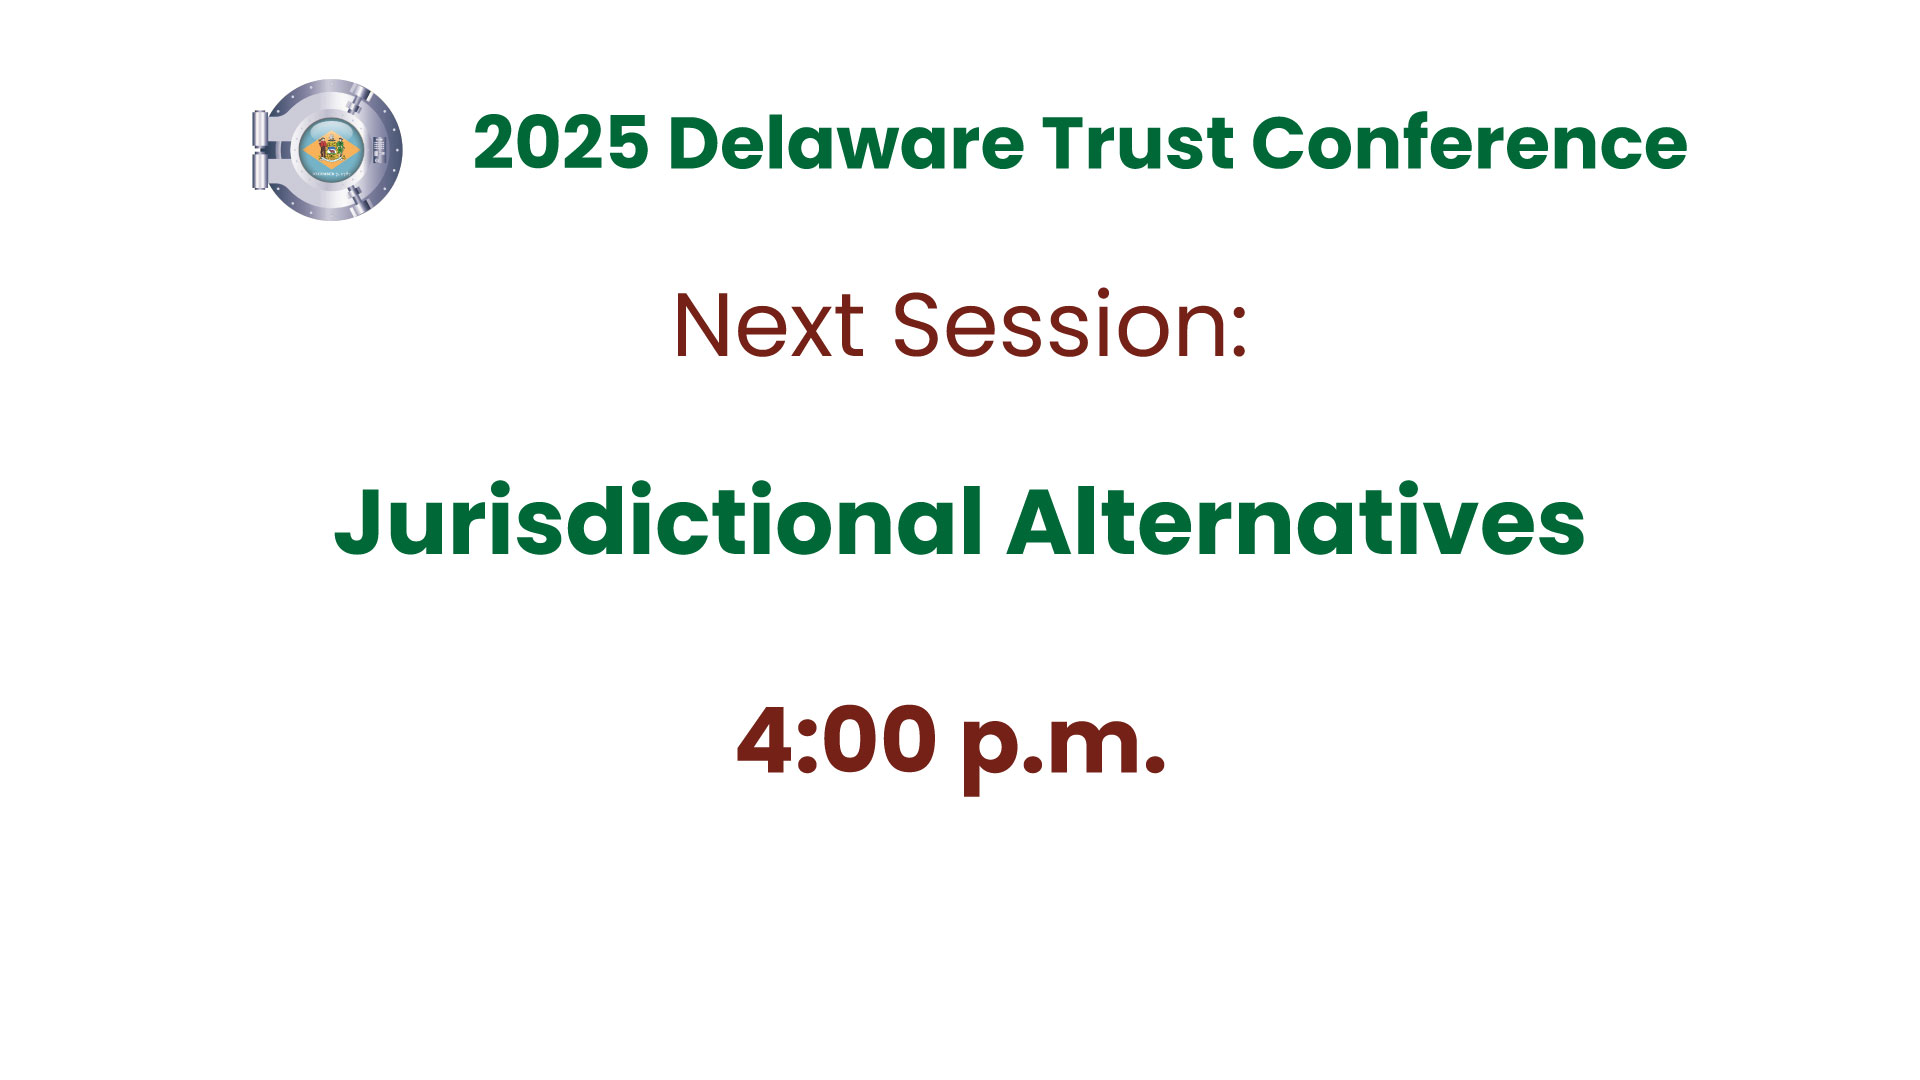 2025 Delaware Trust Conference
Next Session:
Jurisdictional Alternatives
4:00 p.m.